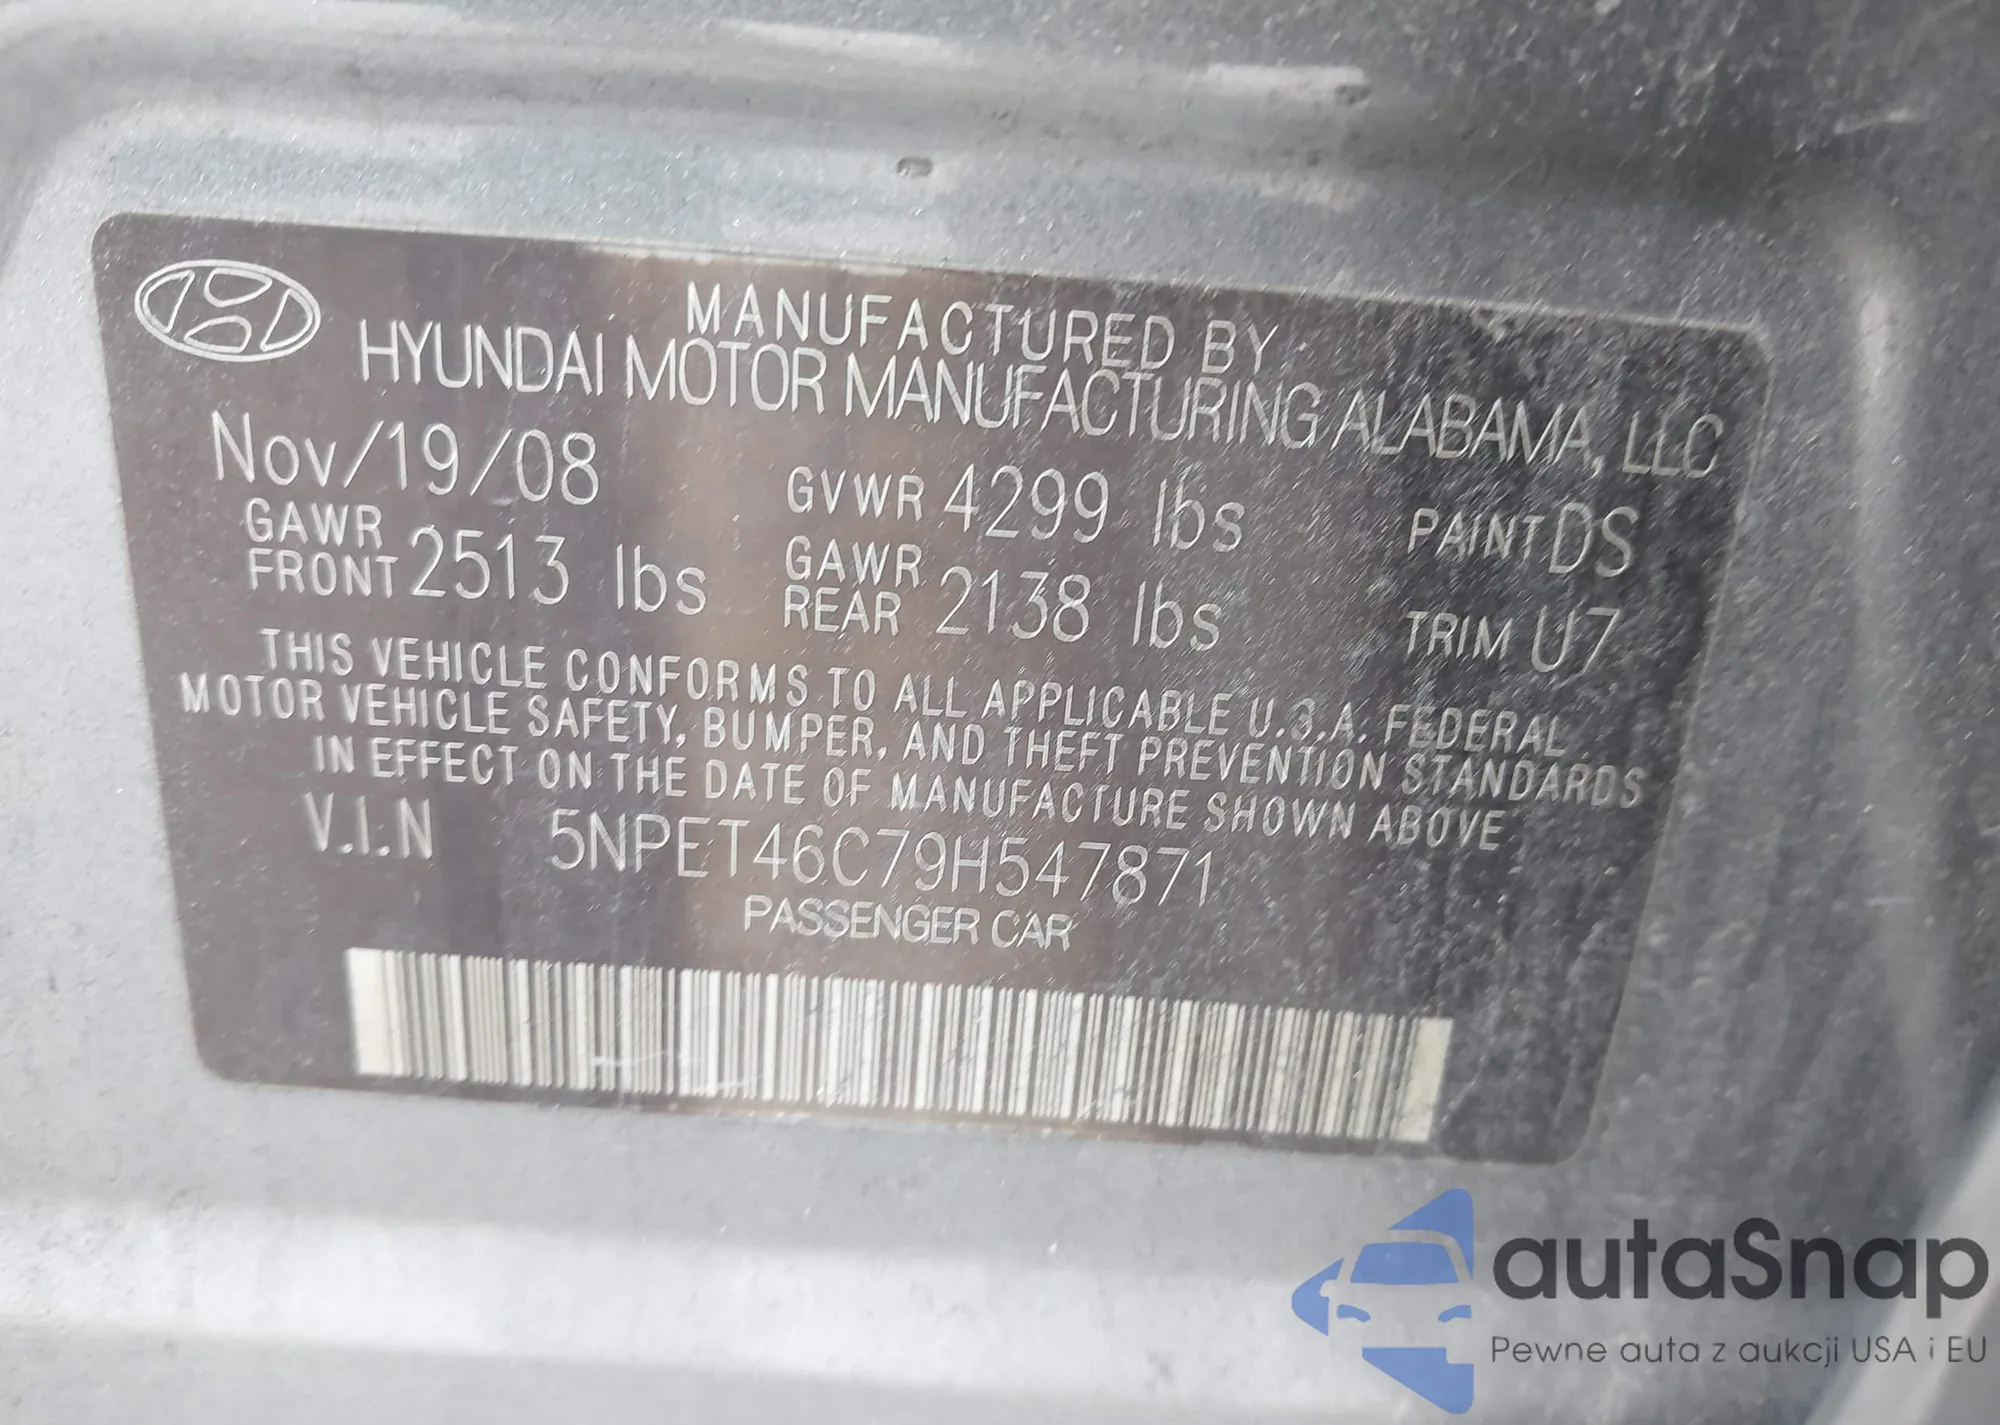 MANUFACTURED BY
HYUNDAI MOTOR MANUFACTURING ALABAMA, LLC
Nov/19/08 GVWR 4299 lbs PAINT DS
GAWR FRONT 2513 lbs GAWR REAR 2138 lbs TRIM U7
THIS VEHICLE CONFORMS TO ALL APPLICABLE U.S.A. FEDERAL
MOTOR VEHICLE SAFETY, BUMPER, AND THEFT PREVENTION STANDARDS
IN EFFECT ON THE DATE OF MANUFACTURE SHOWN ABOVE
V.I.N 5NPET46C79H547871
PASSENGER CAR
autaSnap
Pewne auta z aukcji USA i EU